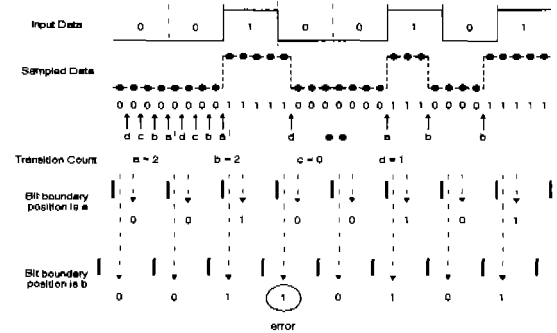 Input Data 0 0 1 0 0 1 0 1
Sampled Data
0 0 0 0 0 0 0 0 1 1 1 1 1 0 0 0 0 0 0 0 1 1 1 0 0 0 0 1 1 1 1 1
d c b a d c b a d a b b
Transition Count a = 2 b = 2 c = 0 d = 1
Bit boundary
position is a
0 0 1 0 0 1 0 1
Bit boundary
position is b
0 0 1 1 0 1 0 1
error